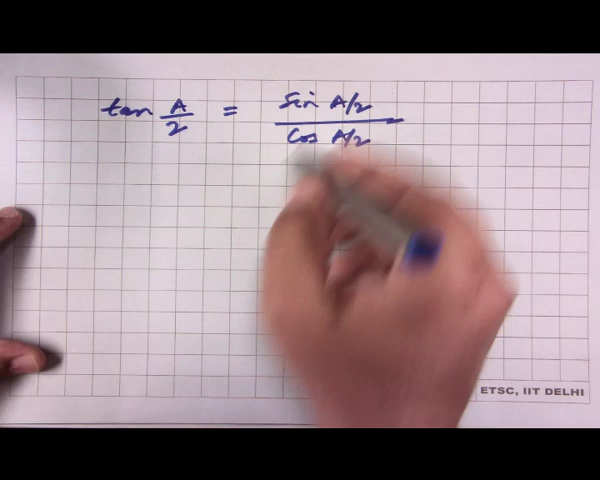 tan A/2 = sin A/2 / cos A/2
ETSC, IIT DELHI